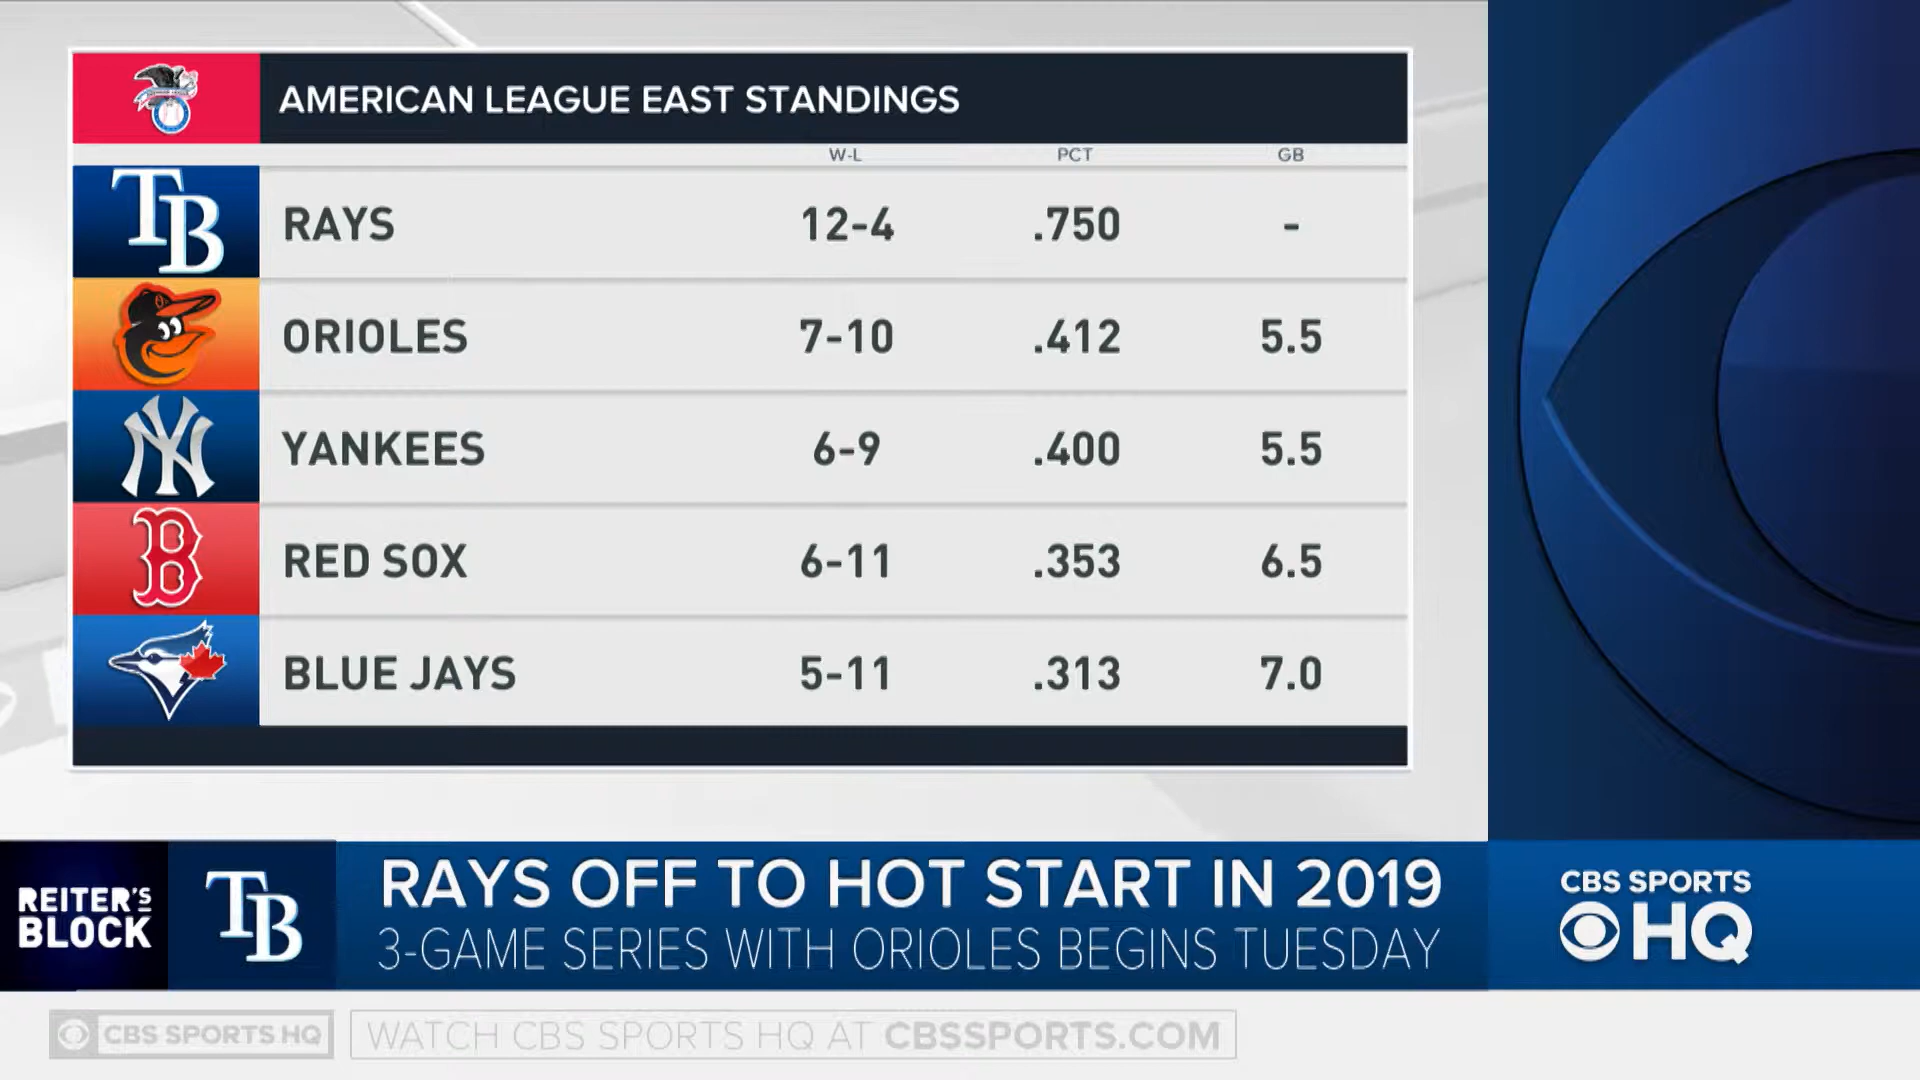 AMERICAN LEAGUE EAST STANDINGS
W-L PCT GB
TB RAYS 12-4 .750 -
ORIOLES 7-10 .412 5.5
NY YANKEES 6-9 .400 5.5
B RED SOX 6-11 .353 6.5
BLUE JAYS 5-11 .313 7.0
REITER'S BLOCK
TB
RAYS OFF TO HOT START IN 2019
3-GAME SERIES WITH ORIOLES BEGINS TUESDAY
CBS SPORTS
HQ
CBS SPORTS HQ WATCH CBS SPORTS HQ AT CBSSPORTS.COM